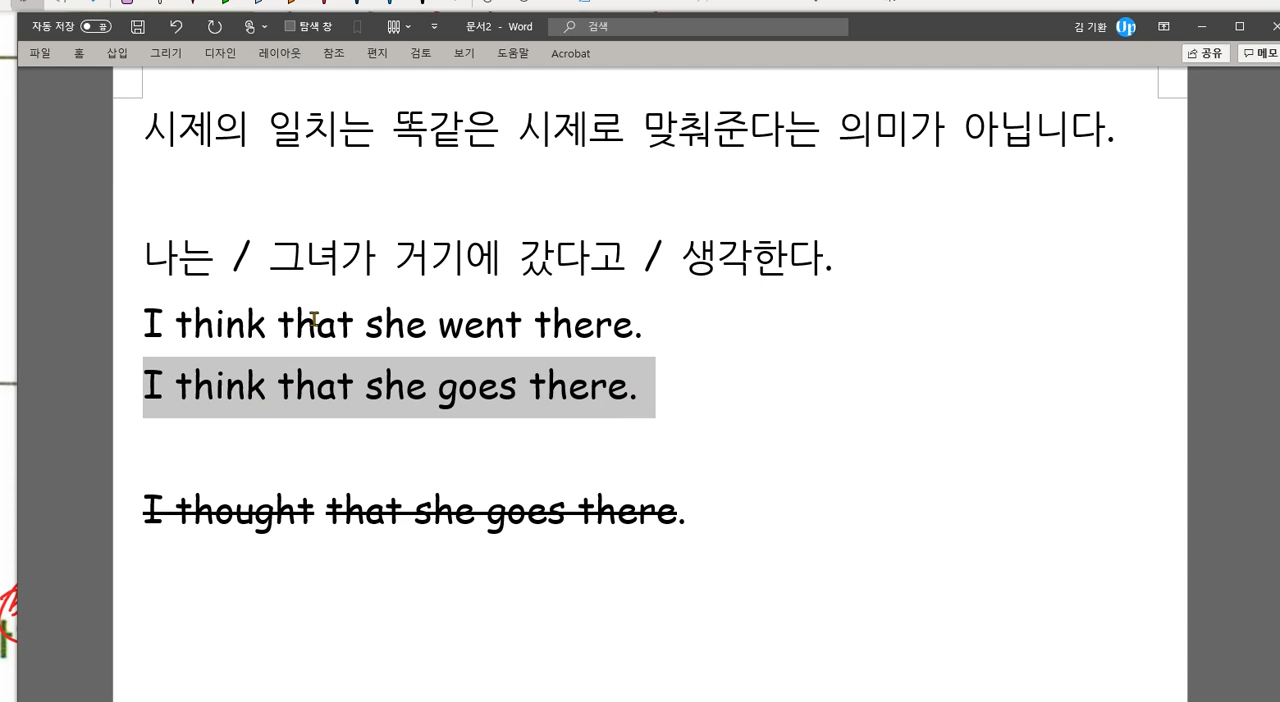 자동 저장 끔 탐색 창 문서2 - Word 검색 김 기환 Up
파일 홈 삽입 그리기 디자인 레이아웃 참조 편지 검토 보기 도움말 Acrobat 공유 메모
시제의 일치는 똑같은 시제로 맞춰준다는 의미가 아닙니다.
나는 / 그녀가 거기에 갔다고 / 생각한다.
I think that she went there.
I think that she goes there.
I thought that she goes there.